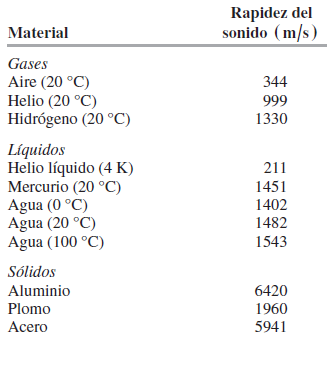 Rapidez del
Material sonido (m/s)
Gases
Aire (20 °C) 344
Helio (20 °C) 999
Hidrógeno (20 °C) 1330
Líquidos
Helio líquido (4 K) 211
Mercurio (20 °C) 1451
Agua (0 °C) 1402
Agua (20 °C) 1482
Agua (100 °C) 1543
Sólidos
Aluminio 6420
Plomo 1960
Acero 5941